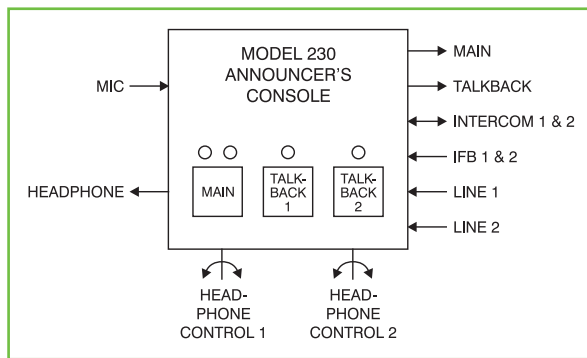 MODEL 230
ANNOUNCER'S
CONSOLE
MIC
HEADPHONE
MAIN
TALK-
BACK
1
TALK-
BACK
2
MAIN
TALKBACK
INTERCOM 1 & 2
IFB 1 & 2
LINE 1
LINE 2
HEAD-
PHONE
CONTROL 1
HEAD-
PHONE
CONTROL 2